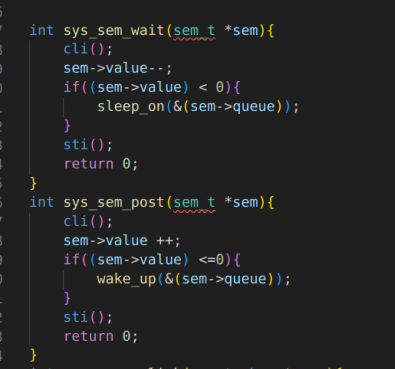 int sys_sem_wait(sem_t *sem){
    cli();
    sem->value--;
    if((sem->value) < 0){
        sleep_on(&(sem->queue));
    }
    sti();
    return 0;
}
int sys_sem_post(sem_t *sem){
    cli();
    sem->value ++;
    if((sem->value) <=0){
        wake_up(&(sem->queue));
    }
    sti();
    return 0;
}